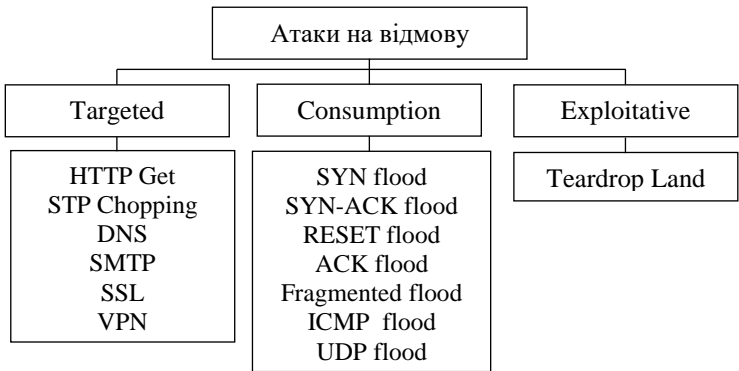 Атаки на відмову
Targeted
Consumption
Exploitative
HTTP Get
STP Chopping
DNS
SMTP
SSL
VPN
SYN flood
SYN-ACK flood
RESET flood
ACK flood
Fragmented flood
ICMP flood
UDP flood
Teardrop Land